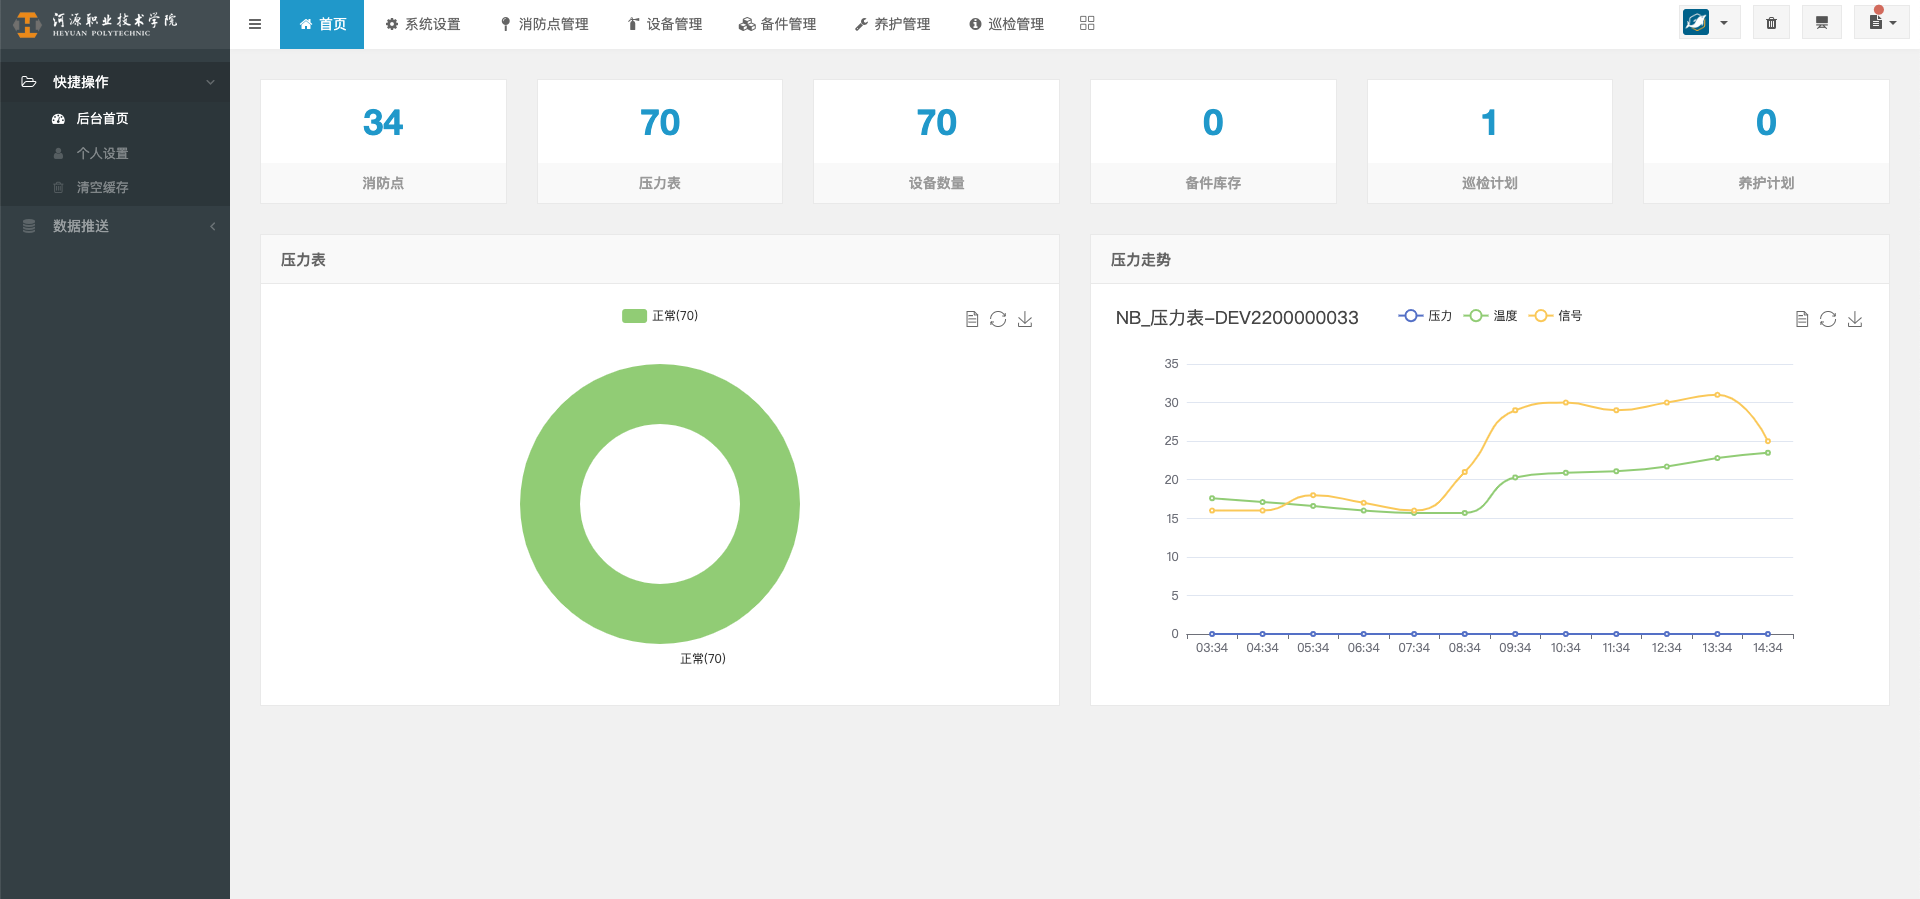 河源职业技术学院
HEYUAN POLYTECHNIC
首页
系统设置
消防点管理
设备管理
备件管理
养护管理
巡检管理
快捷操作
后台首页
个人设置
清空缓存
数据推送
34
消防点
70
压力表
70
设备数量
0
备件库存
1
巡检计划
0
养护计划
压力表
正常(70)
正常(70)
压力走势
NB_压力表-DEV2200000033
压力
温度
信号
35
30
25
20
15
10
5
0
03:34 04:34 05:34 06:34 07:34 08:34 09:34 10:34 11:34 12:34 13:34 14:34